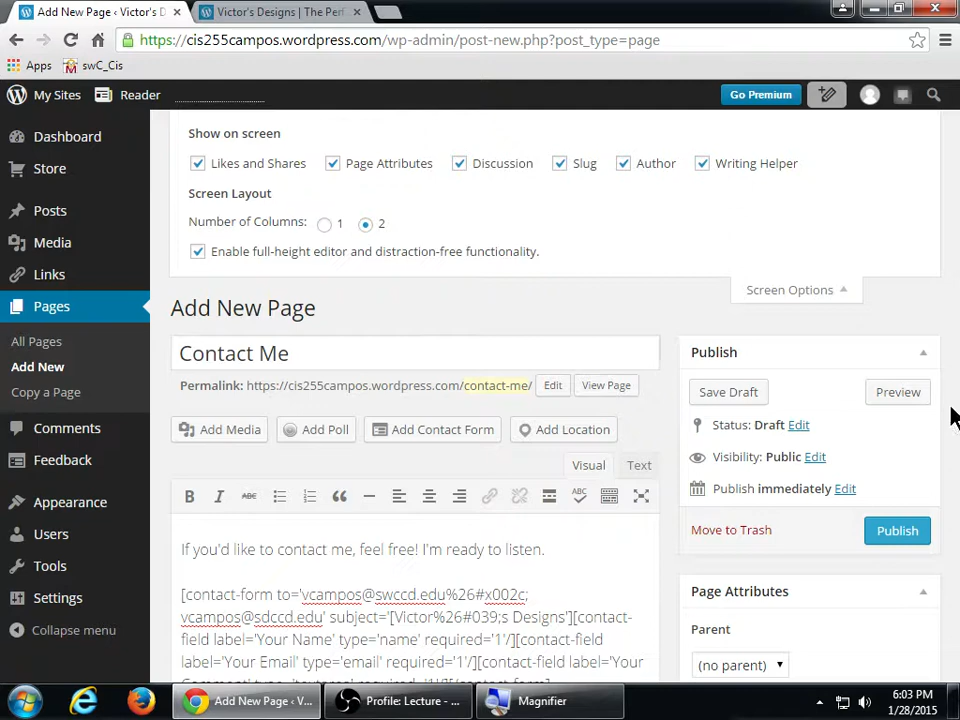 Add New Page ‹ Victor's D
Victor's Designs | The Perf
https://cis255campos.wordpress.com/wp-admin/post-new.php?post_type=page
Apps swC_Cis
My Sites Reader Go Premium
Show on screen
Likes and Shares Page Attributes Discussion Slug Author Writing Helper
Screen Layout
Number of Columns: 1 2
Enable full-height editor and distraction-free functionality.
Screen Options
Dashboard
Store
Posts
Media
Links
Pages
All Pages
Add New
Copy a Page
Comments
Feedback
Appearance
Users
Tools
Settings
Collapse menu
Add New Page
Contact Me
Permalink: https://cis255campos.wordpress.com/contact-me/ Edit View Page
Add Media Add Poll Add Contact Form Add Location
Visual Text
B I ABC ABC
If you'd like to contact me, feel free! I'm ready to listen.
[contact-form to='vcampos@swccd.edu%26#x002c;
vcampos@sdccd.edu' subject='[Victor%26#039;s Designs'][contact-
field label='Your Name' type='name' required='1'/][contact-field
label='Your Email' type='email' required='1'/][contact-field label='Your
Publish
Save Draft Preview
Status: Draft Edit
Visibility: Public Edit
Publish immediately Edit
Move to Trash Publish
Page Attributes
Parent
(no parent)
Add New Page ‹ V...
Profile: Lecture - ...
Magnifier
6:03 PM
1/28/2015